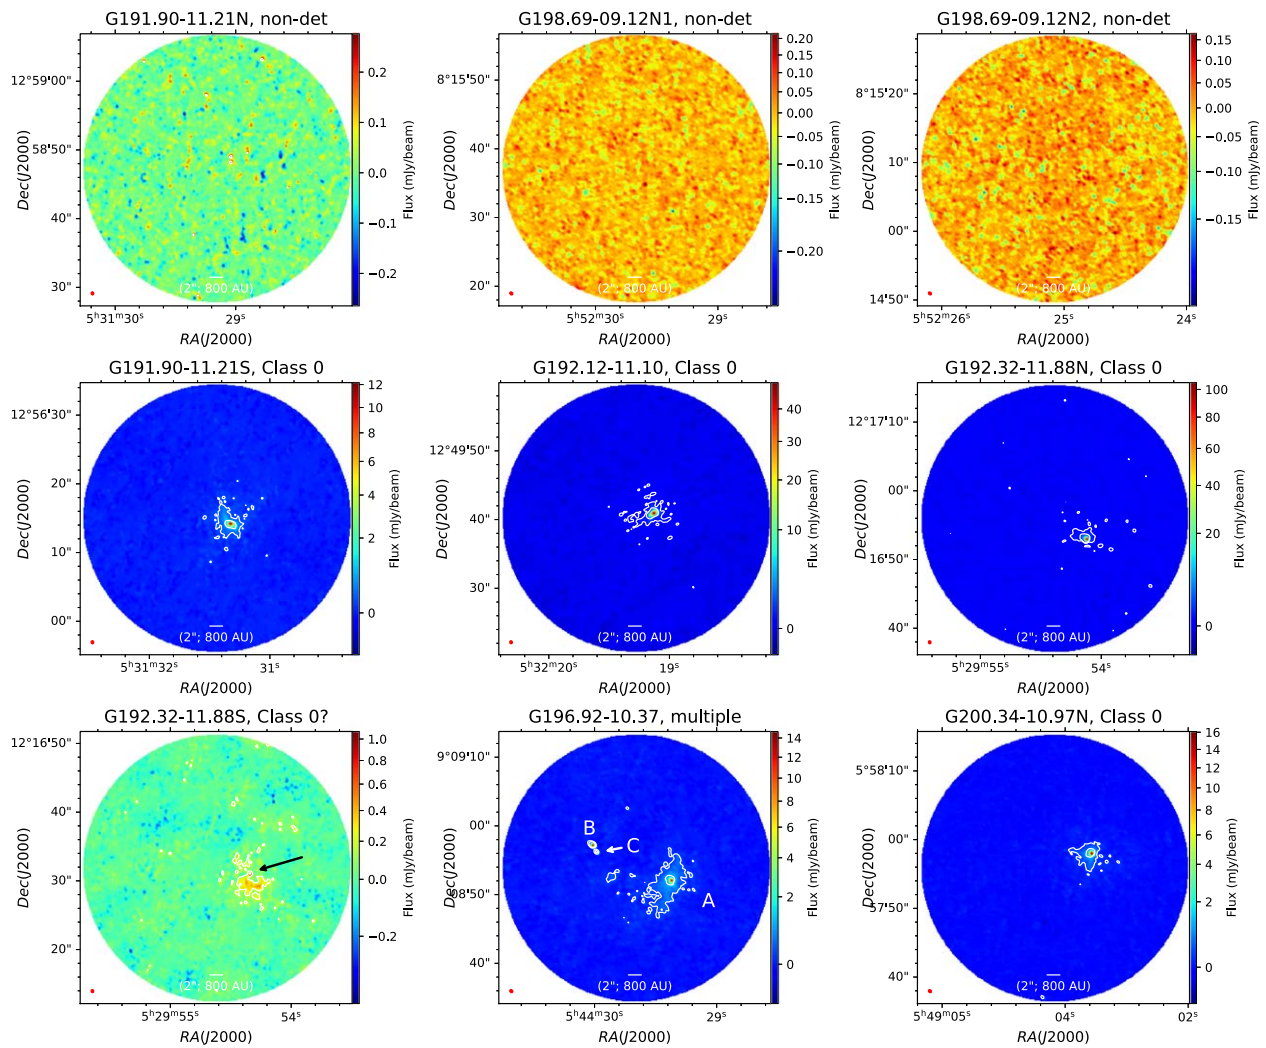 G191.90-11.21N, non-det
12°59'00"
58'50"
40"
30"
Dec(J2000)
(2"; 800 AU)
5h31m30s 29s
RA(J2000)
0.2
0.1
0.0
−0.1
−0.2
Flux (mJy/beam)
G198.69-09.12N1, non-det
8°15'50"
40"
30"
20"
Dec(J2000)
(2"; 800 AU)
5h52m30s 29s
RA(J2000)
0.20
0.15
0.10
0.05
0.00
−0.05
−0.10
−0.15
−0.20
Flux (mJy/beam)
G198.69-09.12N2, non-det
8°15'20"
10"
00"
14'50"
Dec(J2000)
(2"; 800 AU)
5h52m26s 25s 24s
RA(J2000)
0.15
0.10
0.05
0.00
−0.05
−0.10
−0.15
Flux (mJy/beam)
G191.90-11.21S, Class 0
12°56'30"
20"
10"
00"
Dec(J2000)
(2"; 800 AU)
5h31m32s 31s
RA(J2000)
12
10
8
6
4
2
0
Flux (mJy/beam)
G192.12-11.10, Class 0
12°49'50"
40"
30"
Dec(J2000)
(2"; 800 AU)
5h32m20s 19s
RA(J2000)
40
30
20
10
0
Flux (mJy/beam)
G192.32-11.88N, Class 0
12°17'10"
00"
16'50"
40"
Dec(J2000)
(2"; 800 AU)
5h29m55s 54s
RA(J2000)
100
80
60
40
20
0
Flux (mJy/beam)
G192.32-11.88S, Class 0?
12°16'50"
40"
30"
20"
Dec(J2000)
(2"; 800 AU)
5h29m55s 54s
RA(J2000)
1.0
0.8
0.6
0.4
0.2
0.0
−0.2
Flux (mJy/beam)
G196.92-10.37, multiple
9°09'10"
00"
08'50"
40"
Dec(J2000)
B
C
A
(2"; 800 AU)
5h44m30s 29s
RA(J2000)
14
12
10
8
6
4
2
0
Flux (mJy/beam)
G200.34-10.97N, Class 0
5°58'10"
00"
57'50"
40"
Dec(J2000)
(2"; 800 AU)
5h49m05s 04s 02s
RA(J2000)
16
14
12
10
8
6
4
2
0
Flux (mJy/beam)